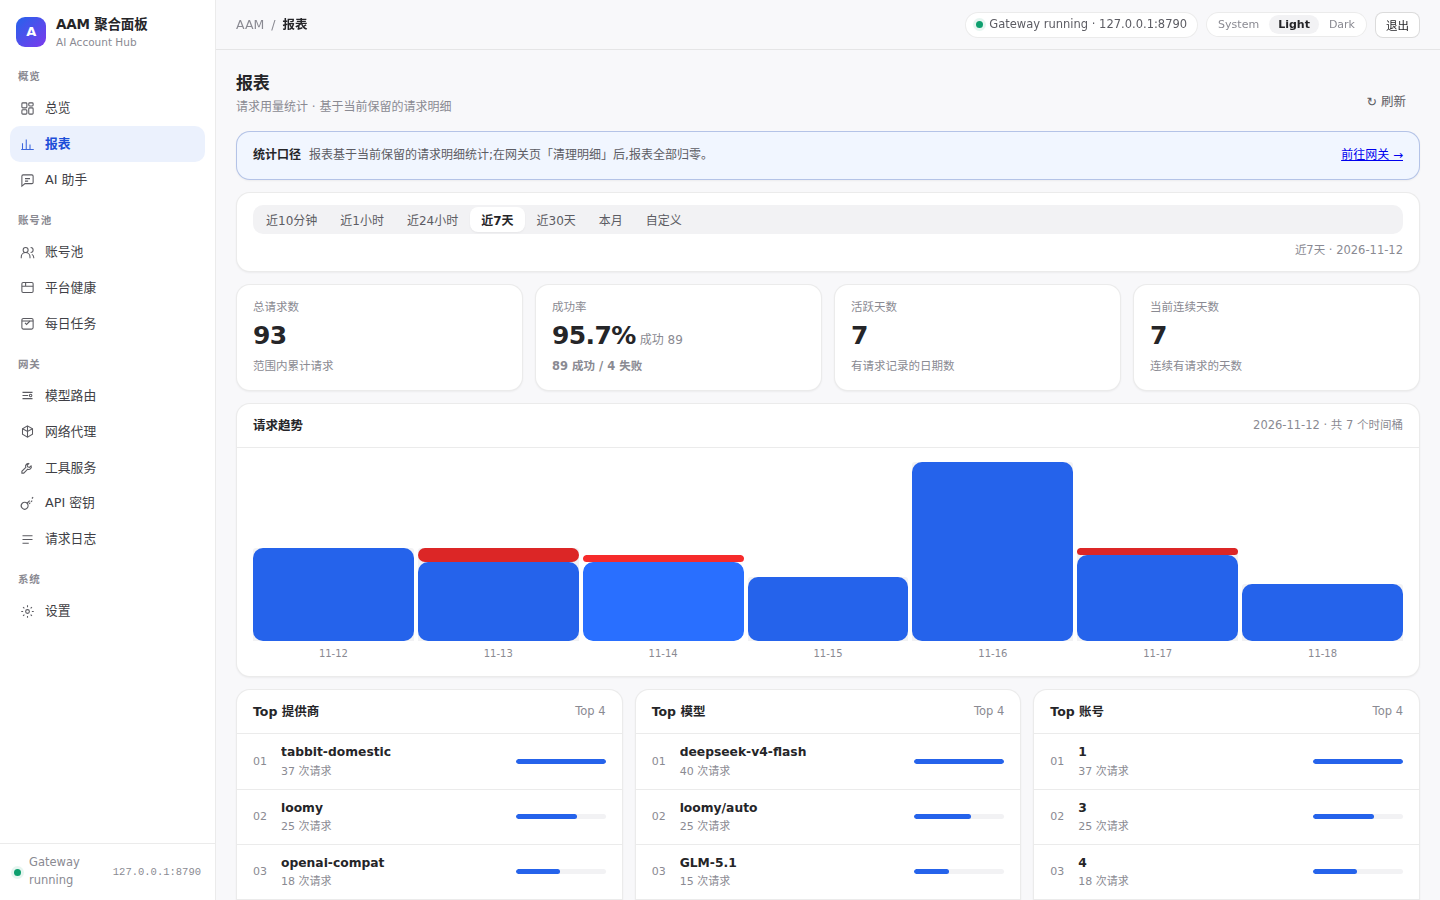 A
AAM 聚合面板
AI Account Hub
概览
总览
报表
AI 助手
账号池
账号池
平台健康
每日任务
网关
模型路由
网络代理
工具服务
API 密钥
请求日志
系统
设置
Gateway running
127.0.0.1:8790
AAM / 报表
Gateway running · 127.0.0.1:8790
System Light Dark
退出
报表
请求用量统计 · 基于当前保留的请求明细
↻ 刷新
统计口径 报表基于当前保留的请求明细统计;在网关页「清理明细」后,报表全部归零。
前往网关 →
近10分钟 近1小时 近24小时 近7天 近30天 本月 自定义
近7天 · 2026-11-12
总请求数
93
范围内累计请求
成功率
95.7% 成功 89
89 成功 / 4 失败
活跃天数
7
有请求记录的日期数
当前连续天数
7
连续有请求的天数
请求趋势
2026-11-12 · 共 7 个时间桶
11-12 11-13 11-14 11-15 11-16 11-17 11-18
Top 提供商 Top 4
01 tabbit-domestic
37 次请求
02 loomy
25 次请求
03 openai-compat
18 次请求
Top 模型 Top 4
01 deepseek-v4-flash
40 次请求
02 loomy/auto
25 次请求
03 GLM-5.1
15 次请求
Top 账号 Top 4
01 1
37 次请求
02 3
25 次请求
03 4
18 次请求